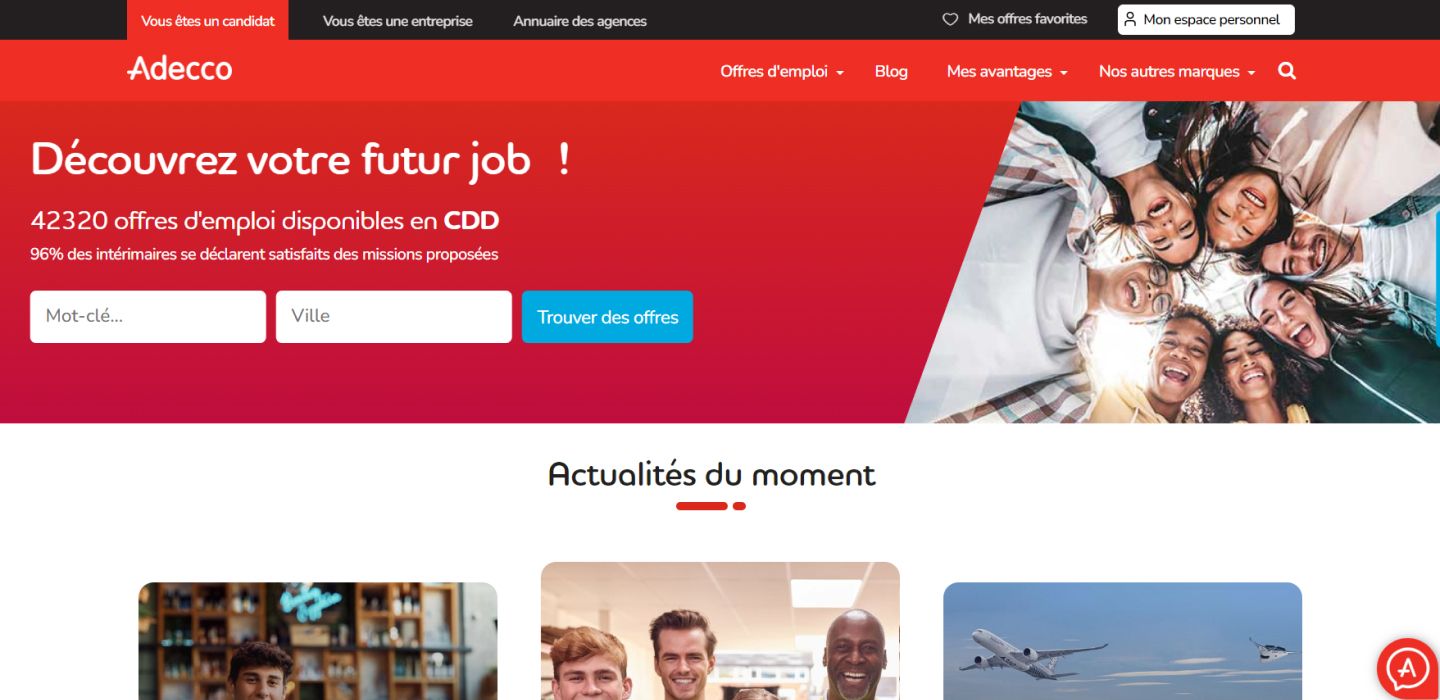 Vous êtes un candidat
Vous êtes une entreprise
Annuaire des agences
Mes offres favorites
Mon espace personnel
Adecco
Offres d'emploi
Blog
Mes avantages
Nos autres marques
Découvrez votre futur job !
42320 offres d'emploi disponibles en CDD
96% des intérimaires se déclarent satisfaits des missions proposées
Mot-clé...
Ville
Trouver des offres
Actualités du moment
A